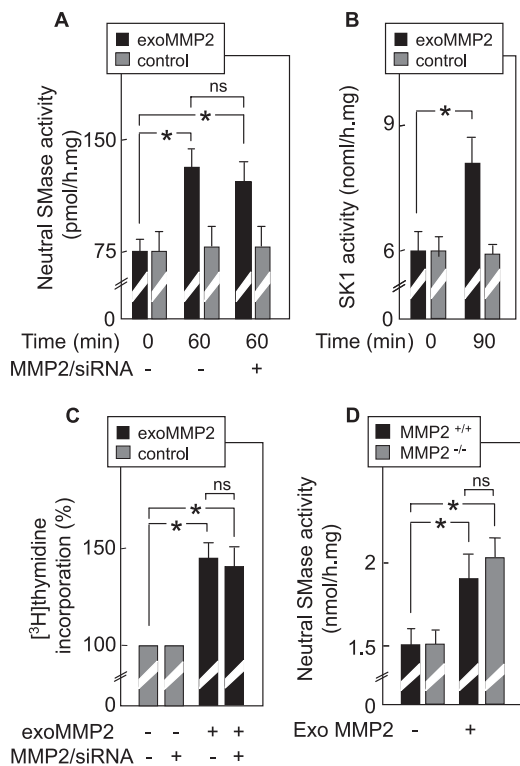 A
exoMMP2
control
ns
*
*
150
75
0
Neutral SMase activity
(pmol/h.mg)
Time (min) 0 60 60
MMP2/siRNA - - +
B
exoMMP2
control
*
9
6
0
SK1 activity (noml/h.mg)
Time (min) 0 90
C
exoMMP2
control
ns
*
*
150
100
0
[³H]thymidine
incorporation (%)
exoMMP2 - - + +
MMP2/siRNA - + - +
D
MMP2 +/+
MMP2 -/-
ns
*
*
2
1.5
0
Neutral SMase activity
(nmol/h.mg)
Exo MMP2 - +